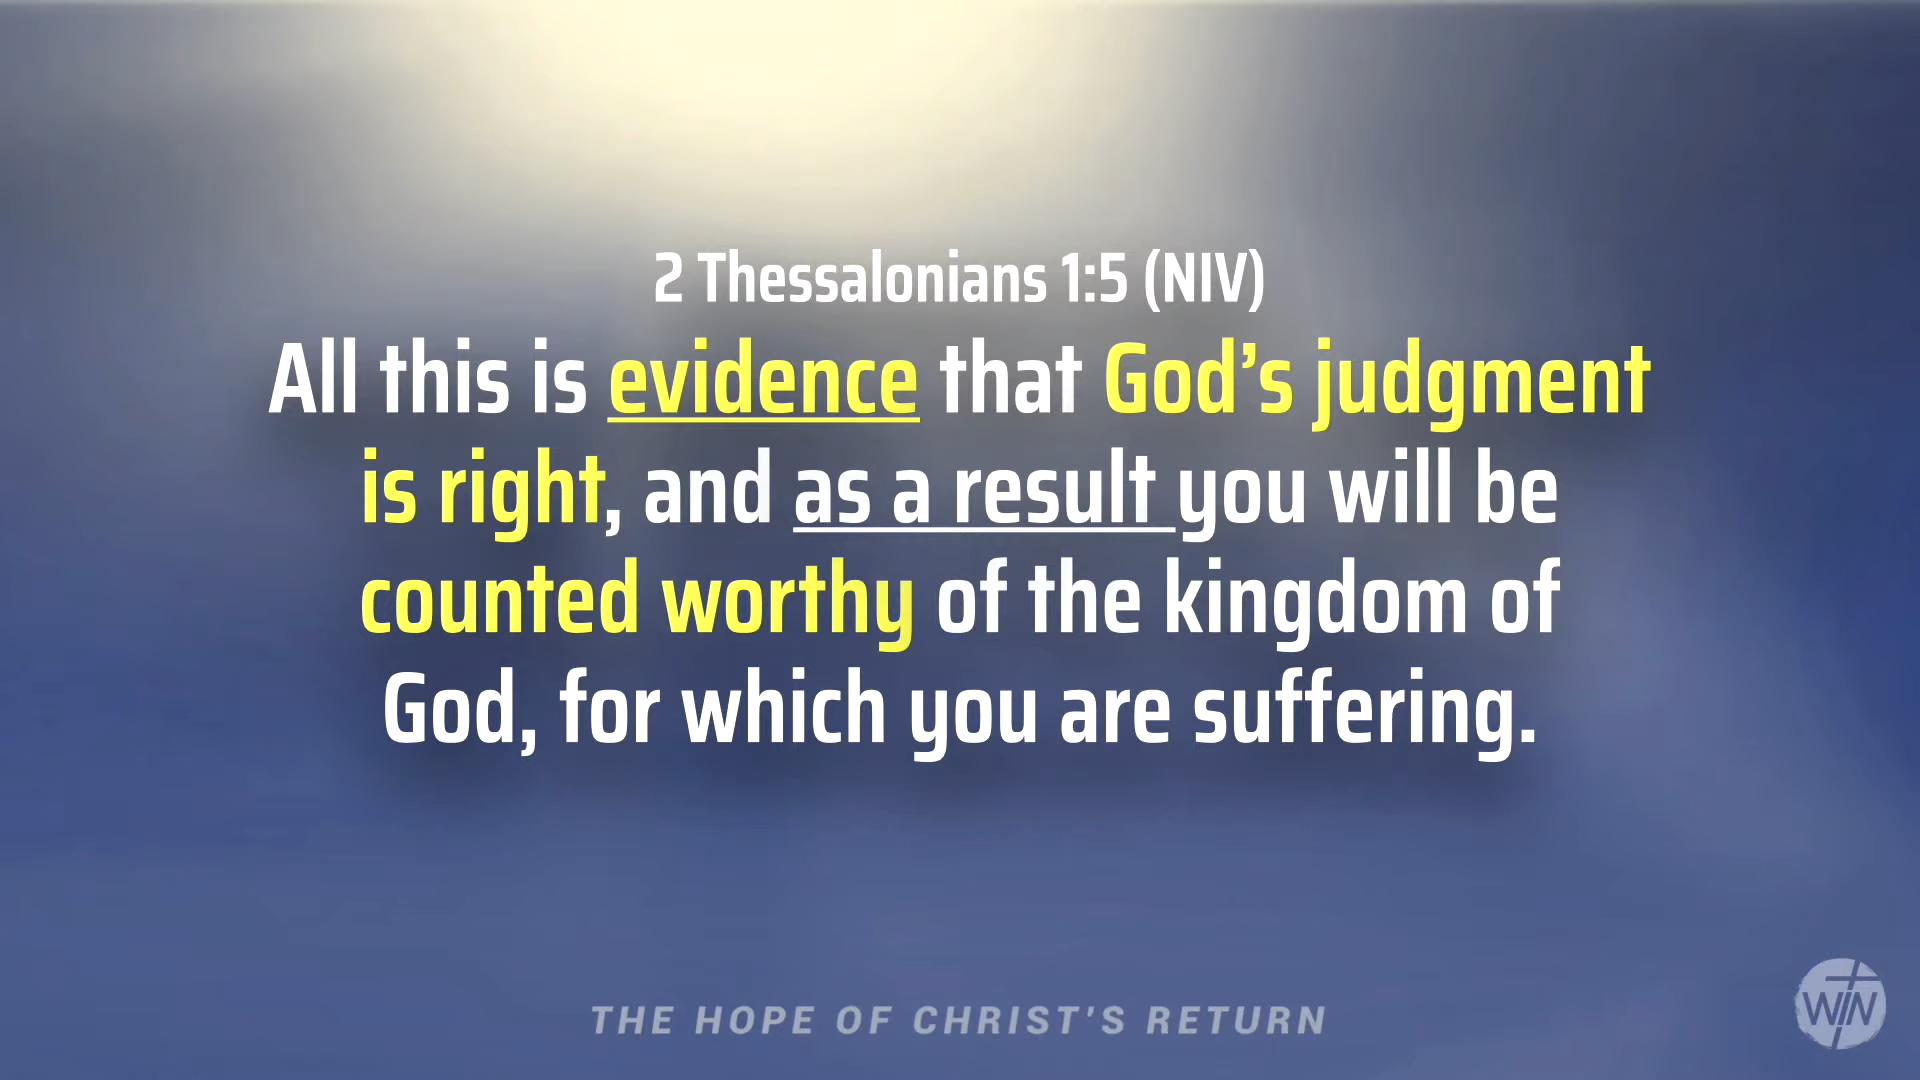 2 Thessalonians 1:5 (NIV)
All this is evidence that God’s judgment
is right, and as a result you will be
counted worthy of the kingdom of
God, for which you are suffering.
THE HOPE OF CHRIST’S RETURN
WIN